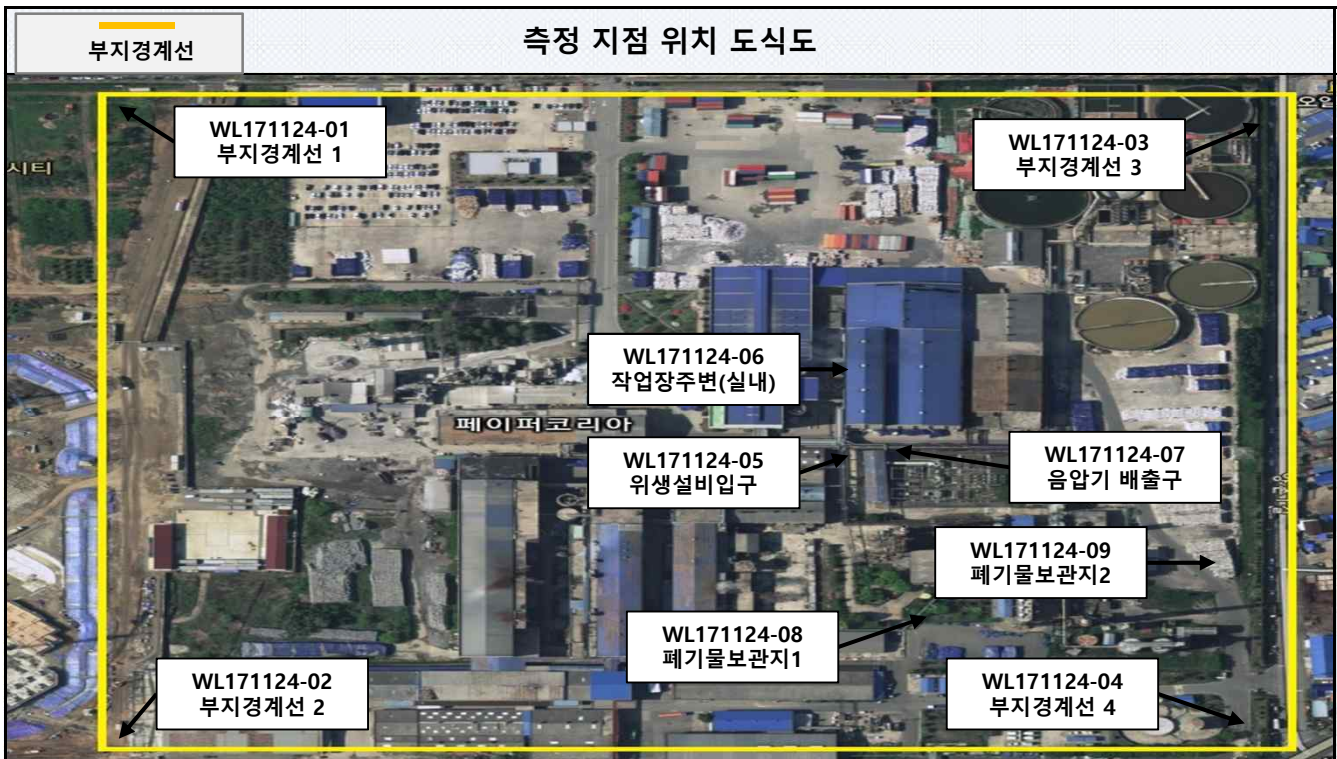 부지경계선
측정 지점 위치 도식도
WL171124-01
부지경계선 1
WL171124-03
부지경계선 3
시티
WL171124-06
작업장주변(실내)
페이퍼코리아
WL171124-05
위생설비입구
WL171124-07
음압기 배출구
WL171124-09
폐기물보관지2
WL171124-08
폐기물보관지1
WL171124-02
부지경계선 2
WL171124-04
부지경계선 4